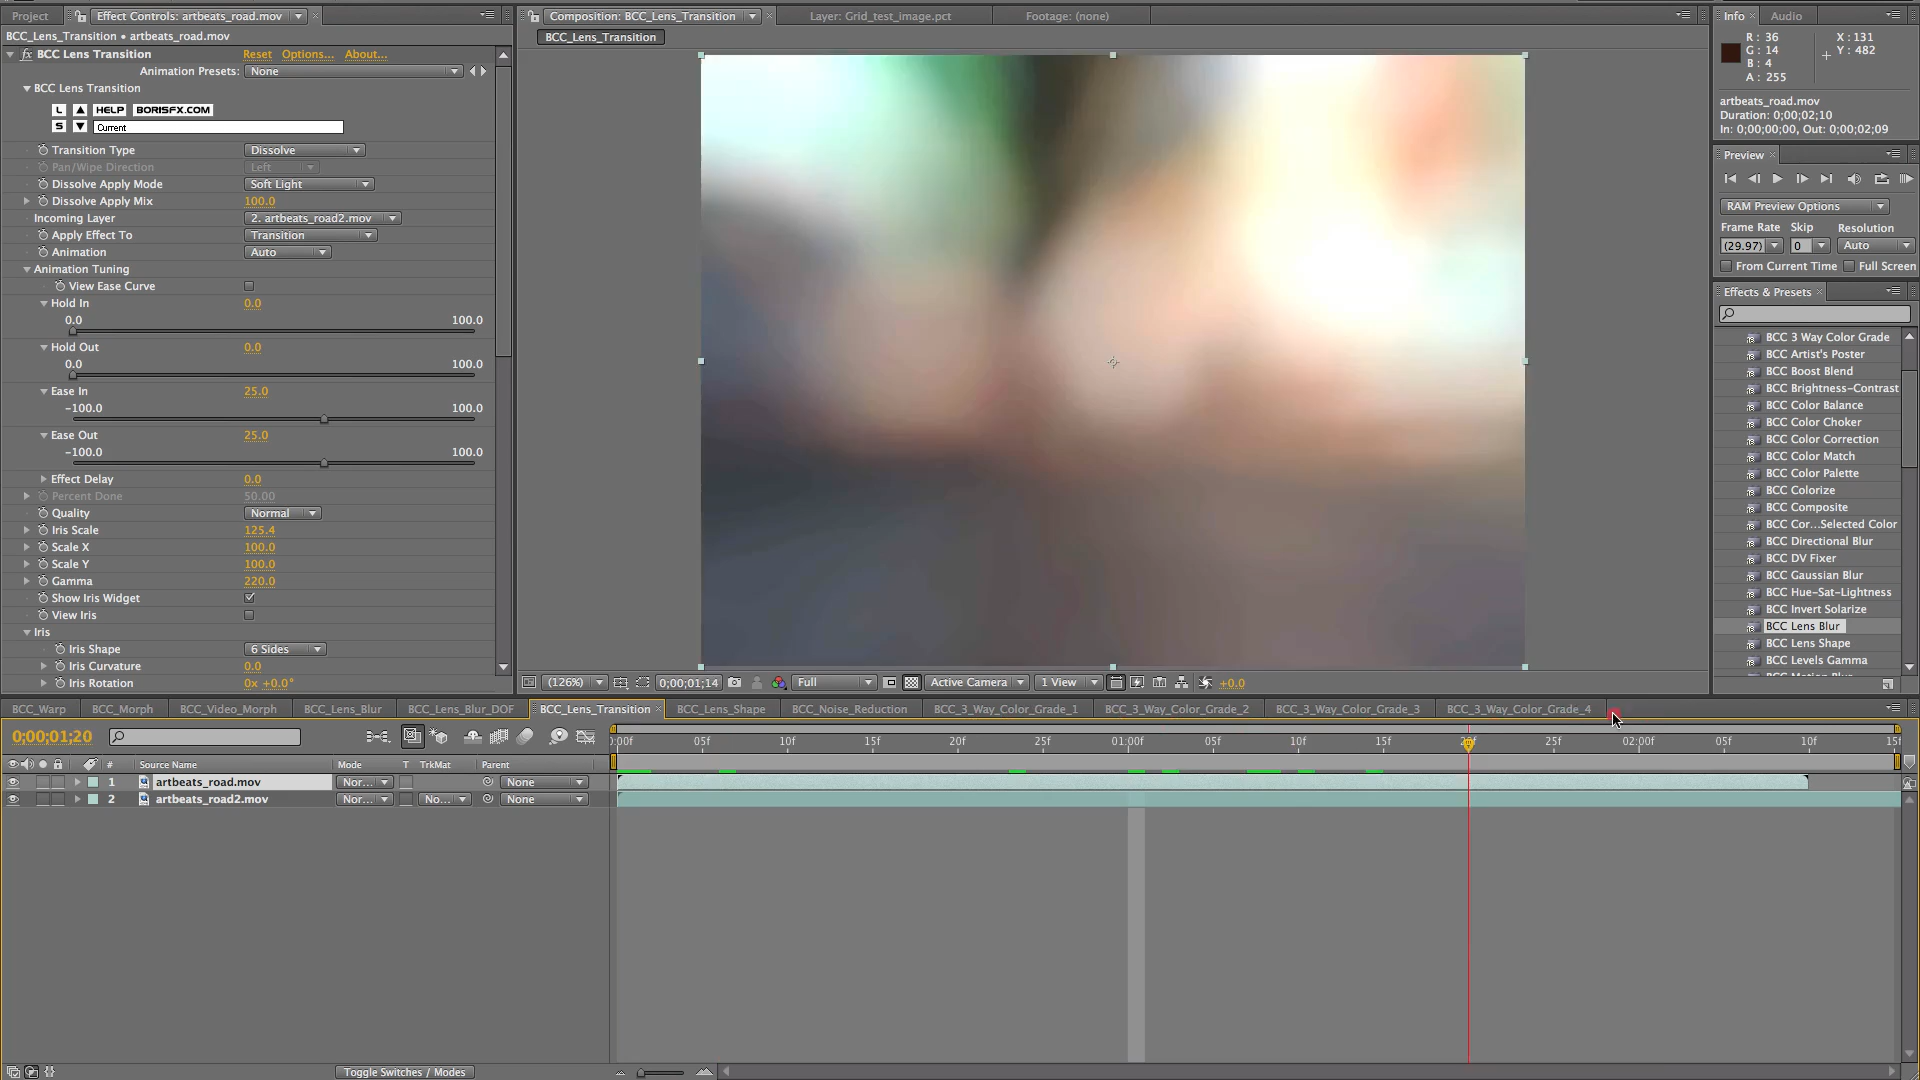 Project
Effect Controls: artbeats_road.mov
BCC_Lens_Transition • artbeats_road.mov
BCC Lens Transition Reset Options... About...
Animation Presets: None
BCC Lens Transition
L HELP BORISFX.COM
S Current
Transition Type Dissolve
Pan/Wipe Direction Left
Dissolve Apply Mode Soft Light
Dissolve Apply Mix 100.0
Incoming Layer 2. artbeats_road2.mov
Apply Effect To Transition
Animation Auto
Animation Tuning
View Ease Curve
Hold In 0.0
0.0 100.0
Hold Out 0.0
0.0 100.0
Ease In 25.0
-100.0 100.0
Ease Out 25.0
-100.0 100.0
Effect Delay 0.0
Percent Done 50.00
Quality Normal
Iris Scale 125.4
Scale X 100.0
Scale Y 100.0
Gamma 220.0
Show Iris Widget
View Iris
Iris
Iris Shape 6 Sides
Iris Curvature 0.0
Iris Rotation 0x +0.0°
Composition: BCC_Lens_Transition
Layer: Grid_test_image.pct
Footage: (none)
BCC_Lens_Transition
(126%) 0;00;01;14 Full Active Camera 1 View +0.0
Info Audio
R: 36 X: 131
G: 14 Y: 482
B: 4
A: 255
artbeats_road.mov
Duration: 0;00;02;10
In: 0;00;00;00, Out: 0;00;02;09
Preview
RAM Preview Options
Frame Rate Skip Resolution
(29.97) 0 Auto
From Current Time Full Screen
Effects & Presets
BCC 3 Way Color Grade
BCC Artist's Poster
BCC Boost Blend
BCC Brightness-Contrast
BCC Color Balance
BCC Color Choker
BCC Color Correction
BCC Color Match
BCC Color Palette
BCC Colorize
BCC Composite
BCC Cor...Selected Color
BCC Directional Blur
BCC DV Fixer
BCC Gaussian Blur
BCC Hue-Sat-Lightness
BCC Invert Solarize
BCC Lens Blur
BCC Lens Shape
BCC Levels Gamma
BCC_Warp BCC_Morph BCC_Video_Morph BCC_Lens_Blur BCC_Lens_Blur_DOF BCC_Lens_Transition BCC_Lens_Shape BCC_Noise_Reduction BCC_3_Way_Color_Grade_1 BCC_3_Way_Color_Grade_2 BCC_3_Way_Color_Grade_3 BCC_3_Way_Color_Grade_4
0;00;01;20
:00f 05f 10f 15f 20f 25f 01:00f 05f 10f 15f 25f 02:00f 05f 10f 15f
# Source Name Mode T TrkMat Parent
1 artbeats_road.mov Nor... None
2 artbeats_road2.mov Nor... No... None
Toggle Switches / Modes